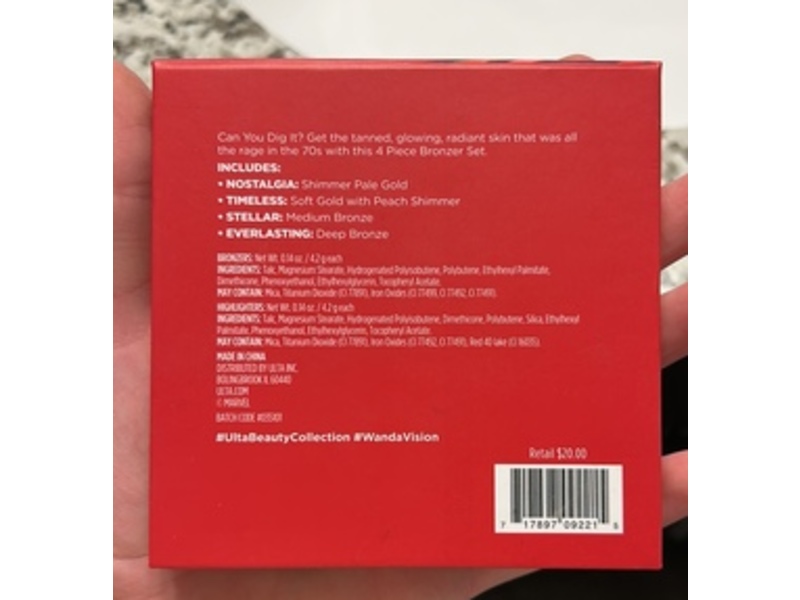 Can You Dig It? Get the tanned, glowing, radiant skin that was all
the rage in the 70s with this 4 Piece Bronzer Set.
INCLUDES:
• NOSTALGIA: Shimmer Pale Gold
• TIMELESS: Soft Gold with Peach Shimmer
• STELLAR: Medium Bronze
• EVERLASTING: Deep Bronze
BRONZERS: Net Wt. 0.14 oz. / 4.2 g each
INGREDIENTS: Talc, Magnesium Stearate, Hydrogenated Polyisobutene, Polybutene, Ethylhexyl Palmitate,
Dimethicone, Phenoxyethanol, Ethylhexylglycerin, Tocopheryl Acetate.
MAY CONTAIN: Mica, Titanium Dioxide (CI 77891), Iron Oxides (CI 77499, CI 77492, CI 77491).
HIGHLIGHTERS: Net Wt. 0.14 oz. / 4.2 g each
INGREDIENTS: Talc, Magnesium Stearate, Hydrogenated Polyisobutene, Dimethicone, Polybutene, Silica, Ethylhexyl
Palmitate, Phenoxyethanol, Ethylhexylglycerin, Tocopheryl Acetate.
MAY CONTAIN: Mica, Titanium Dioxide (CI 77891), Iron Oxides (CI 77492, CI 77491), Red 40 lake (CI 16035).
MADE IN CHINA
DISTRIBUTED BY ULTA INC.
BOLINGBROOK IL 60440
ULTA.COM
© MARVEL
BATCH CODE
#UltaBeautyCollection #WandaVision
Retail $20.00
7 17897 09221 5